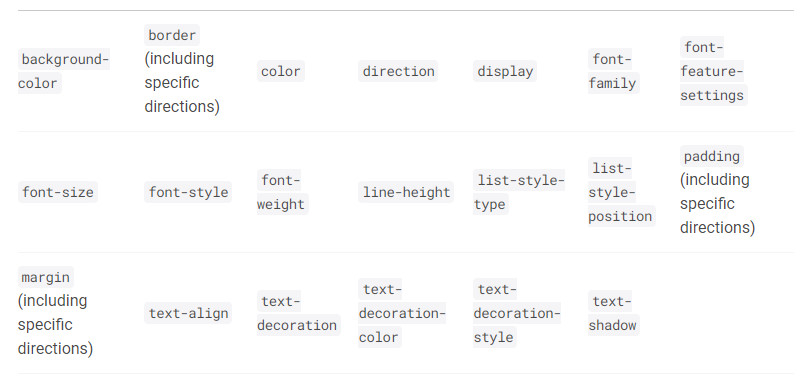 background-color
border (including specific directions)
color
direction
display
font-family
font-feature-settings
font-size
font-style
font-weight
line-height
list-style-type
list-style-position
padding (including specific directions)
margin (including specific directions)
text-align
text-decoration
text-decoration-color
text-decoration-style
text-shadow